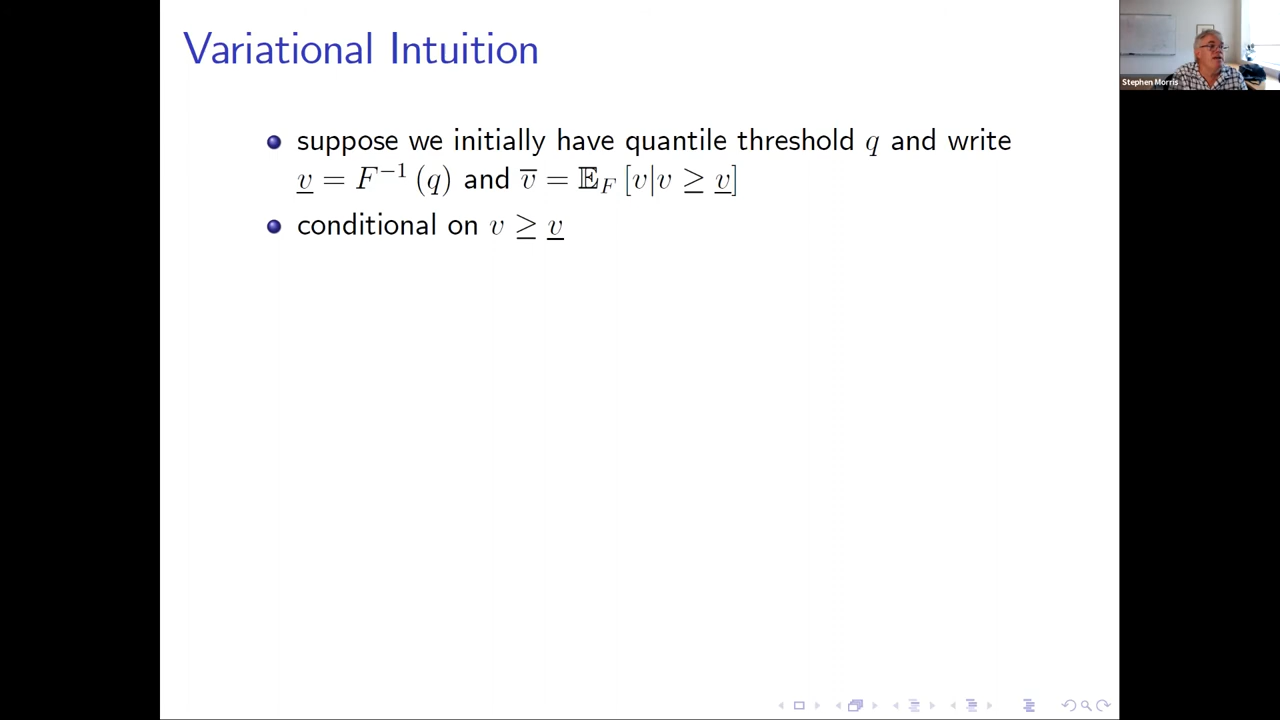 Variational Intuition
Stephen Morris
suppose we initially have quantile threshold q and write
v̲ = F⁻¹ (q) and v̅ = 𝔼_F [v|v ≥ v̲]
conditional on v ≥ v̲